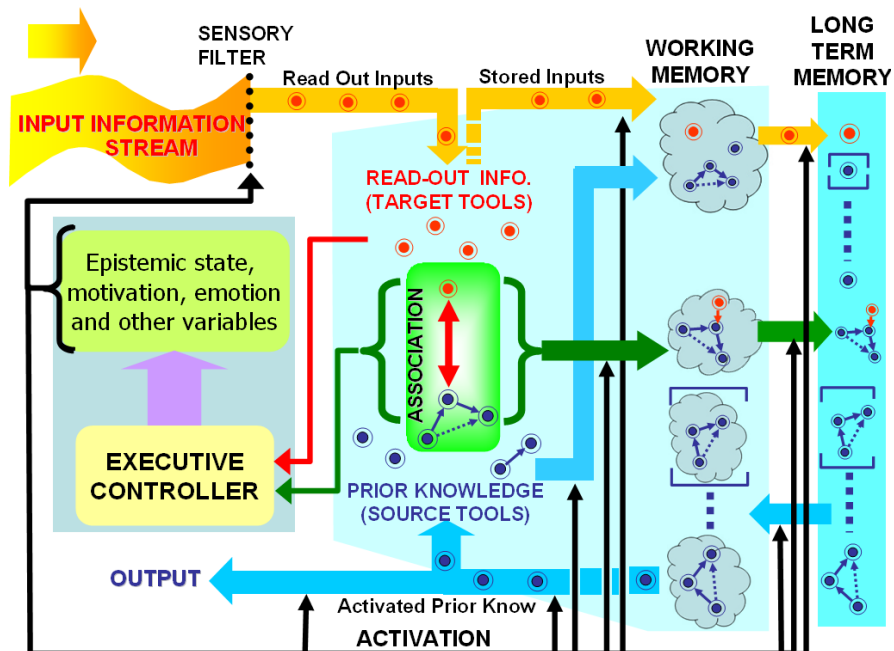 SENSORY
FILTER
WORKING
MEMORY
LONG
TERM
MEMORY
Read Out Inputs
Stored Inputs
INPUT INFORMATION
STREAM
READ-OUT INFO.
(TARGET TOOLS)
Epistemic state,
motivation, emotion
and other variables
ASSOCIATION
EXECUTIVE
CONTROLLER
PRIOR KNOWLEDGE
(SOURCE TOOLS)
OUTPUT
Activated Prior Know
ACTIVATION